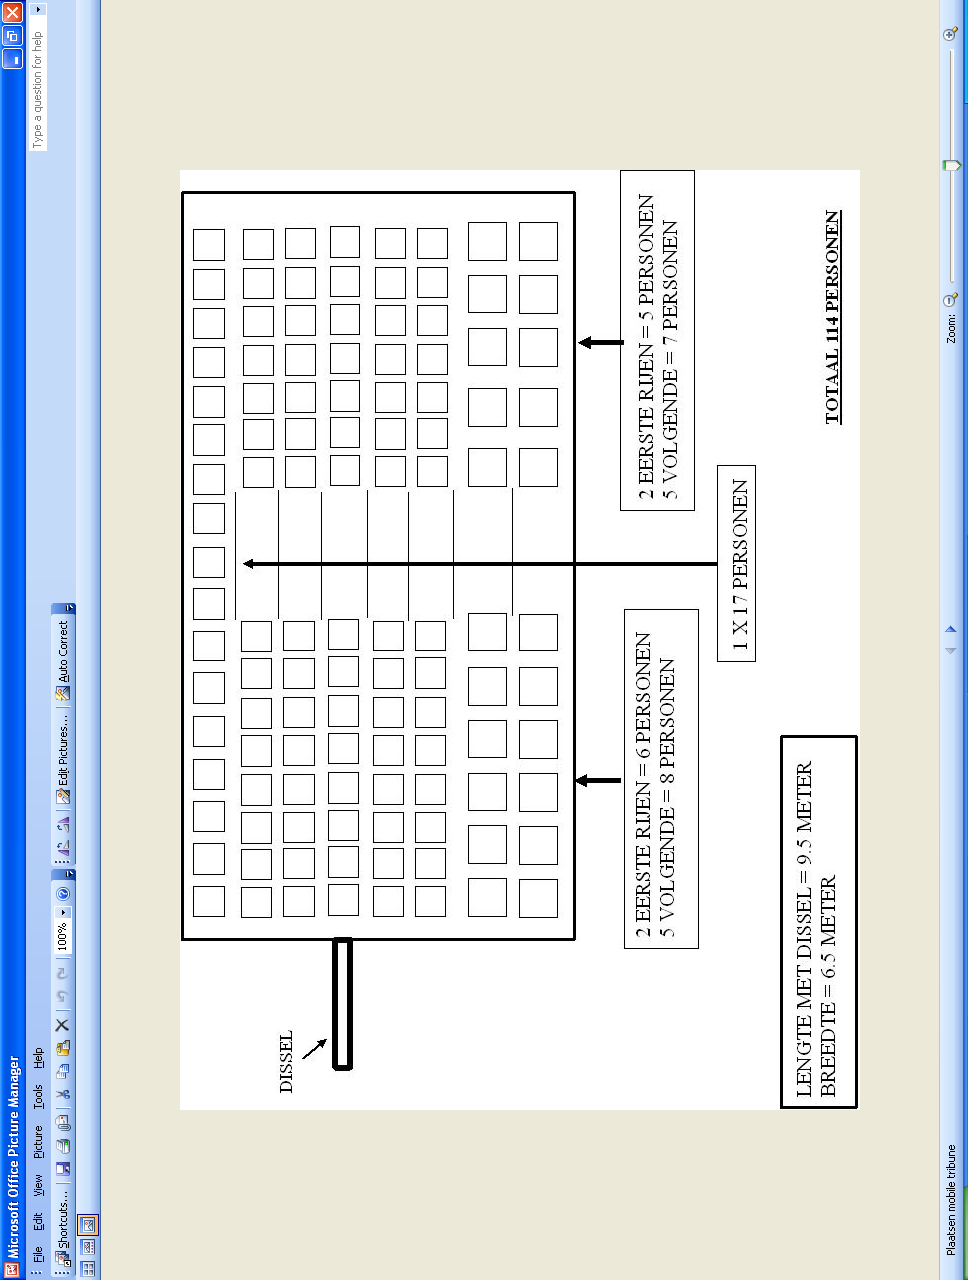 Microsoft Office Picture Manager
File Edit View Picture Tools Help
Type a question for help
Shortcuts...
100%
Edit Pictures...
Auto Correct
DISSEL
2 EERSTE RIJEN = 6 PERSONEN
5 VOLGENDE = 8 PERSONEN
2 EERSTE RIJEN = 5 PERSONEN
5 VOLGENDE = 7 PERSONEN
1 X 17 PERSONEN
LENGTE MET DISSEL = 9.5 METER
BREEDTE = 6.5 METER
TOTAAL 114 PERSONEN
Plaatsen mobile tribune
Zoom: